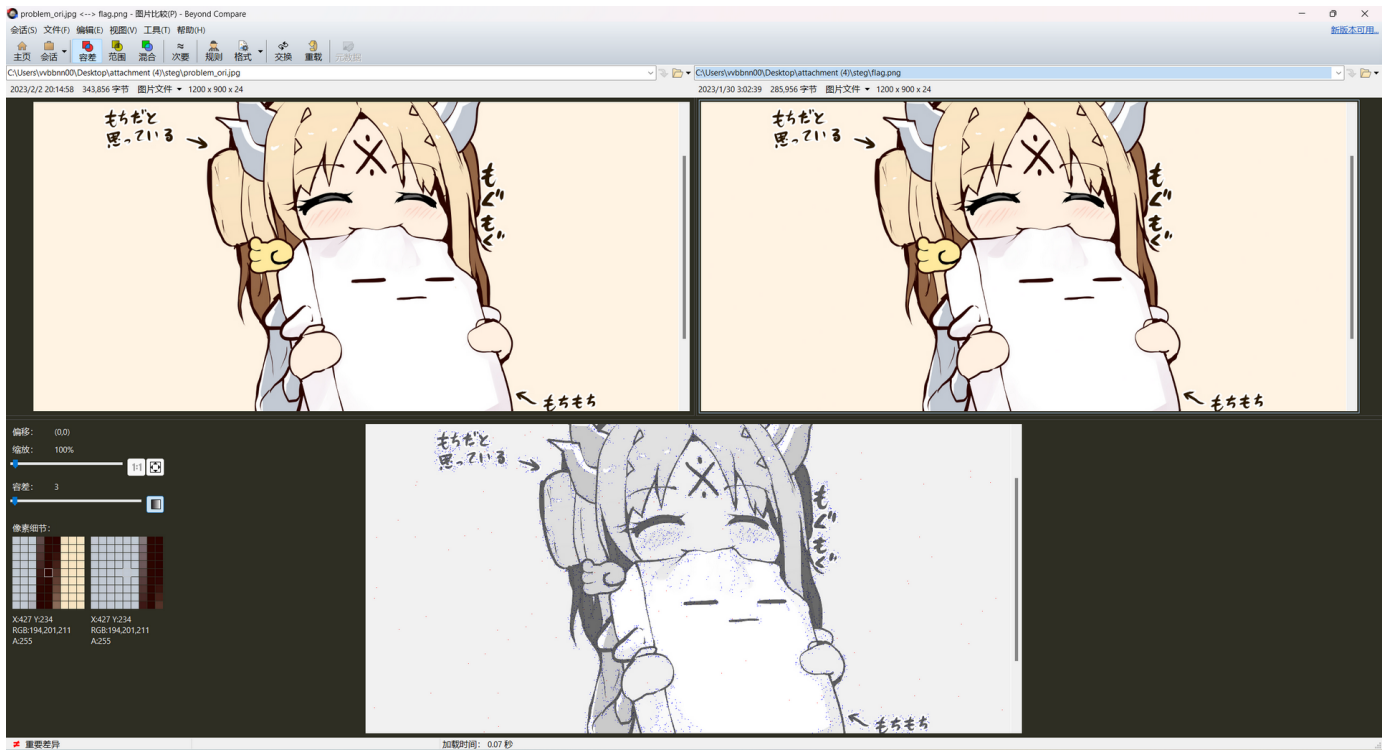 problem_ori.jpg <--> flag.png - 图片比较(P) - Beyond Compare
会话(S) 文件(F) 编辑(E) 视图(V) 工具(T) 帮助(H)
新版本可用...
主页 会话 容差 范围 混合 次要 规则 格式 交换 重载 元数据
C:\Users\vvbbnn00\Desktop\attachment (4)\steg\problem_ori.jpg
C:\Users\vvbbnn00\Desktop\attachment (4)\steg\flag.png
2023/2/2 20:14:58 343,856 字节 图片文件 1200 x 900 x 24
2023/1/30 3:02:39 285,956 字节 图片文件 1200 x 900 x 24
もちだと
思っている
もぐ
もぐ
もちもち
もちだと
思っている
もぐ
もぐ
もちもち
偏移: (0,0)
缩放: 100%
1:1
容差: 3
像素细节:
X:427 Y:234
RGB:194,201,211
A:255
X:427 Y:234
RGB:194,201,211
A:255
もちだと
思っている
もぐ
もぐ
もちもち
≠ 重要差异
加载时间: 0.07 秒